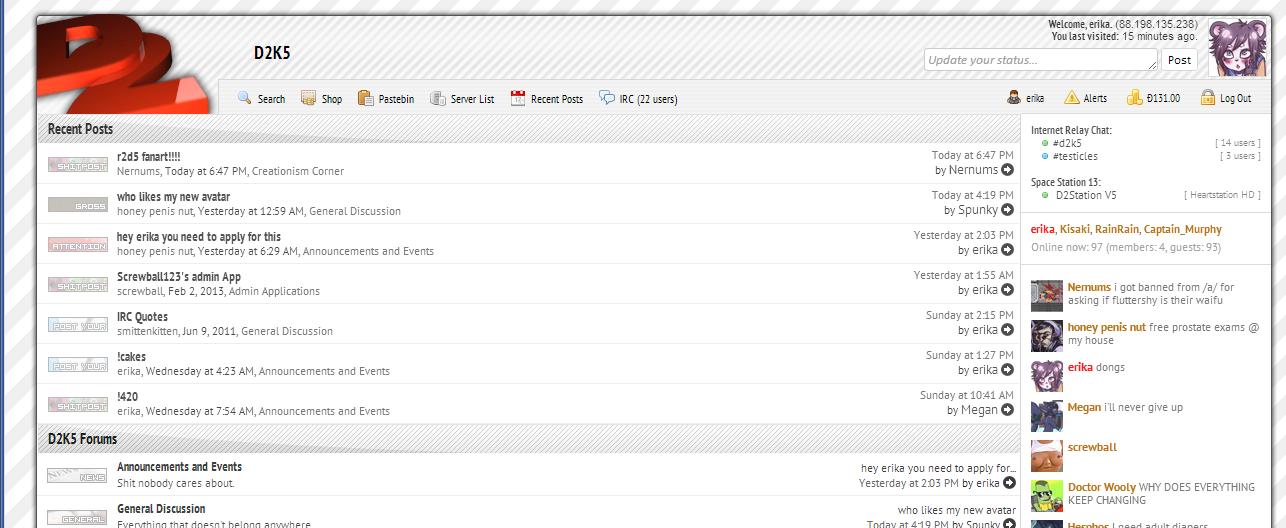 Welcome, erika. (88.198.135.238)
You last visited: 15 minutes ago.
D2K5
Update your status...
Post
Search
Shop
Pastebin
Server List
Recent Posts
IRC (22 users)
erika
Alerts
Đ131.00
Log Out
Recent Posts
SHITPOST
r2d5 fanart!!!!
Nernums, Today at 6:47 PM, Creationist Corner
Today at 6:47 PM
by Nernums
GROSS
who likes my new avatar
honey penis nut, Yesterday at 12:59 AM, General Discussion
Today at 4:19 PM
by Spunky
ATTENTION
hey erika you need to apply for this
honey penis nut, Yesterday at 6:29 AM, Announcements and Events
Yesterday at 2:03 PM
by erika
SHITPOST
Screwball123's admin App
screwball, Feb 2, 2013, Admin Applications
Yesterday at 1:55 AM
by erika
POST YOUR
IRC Quotes
smittenkitten, Jun 9, 2011, General Discussion
Sunday at 2:15 PM
by erika
POST YOUR
!cakes
erika, Wednesday at 4:23 AM, Announcements and Events
Sunday at 1:27 PM
by erika
SHITPOST
!420
erika, Wednesday at 7:54 AM, Announcements and Events
Sunday at 10:41 AM
by Megan
D2K5 Forums
NEWS
Announcements and Events
Shit nobody cares about.
hey erika you need to apply for...
Yesterday at 2:03 PM by erika
GENERAL
General Discussion
Everything that doesn't belong anywhere
who likes my new avatar
Today at 4:19 PM by Spunky
Internet Relay Chat:
#d2k5 [ 14 users ]
#testicles [ 3 users ]
Space Station 13:
D2Station V5 [ Heartstation HD ]
erika, Kisaki, RainRain, Captain_Murphy
Online now: 97 (members: 4, guests: 93)
Nernums i got banned from /a/ for
asking if fluttershy is their waifu
honey penis nut free prostate exams @
my house
erika dongs
Megan i'll never give up
screwball
Doctor Wooly WHY DOES EVERYTHING
KEEP CHANGING
Hesphos I need adult diapers